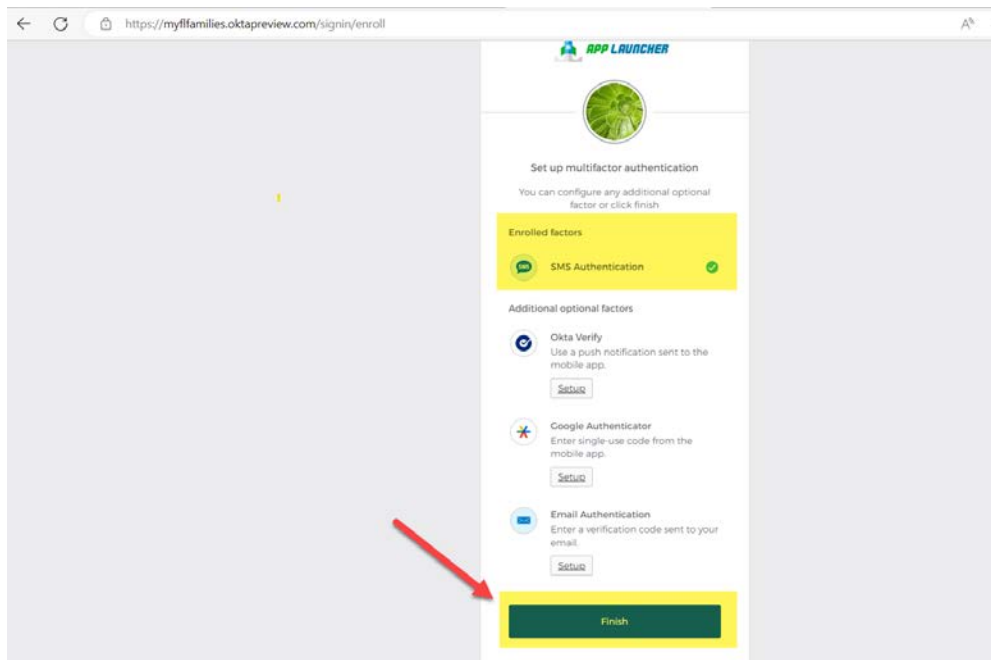 https://myflfamilies.oktapreview.com/signin/enroll
APP LAUNCHER
Set up multifactor authentication
You can configure any additional optional
factor or click finish
Enrolled factors
SMS
SMS Authentication
Additional optional factors
Okta Verify
Use a push notification sent to the
mobile app.
Setup
Google Authenticator
Enter single-use code from the
mobile app.
Setup
Email Authentication
Enter a verification code sent to your
email.
Setup
Finish